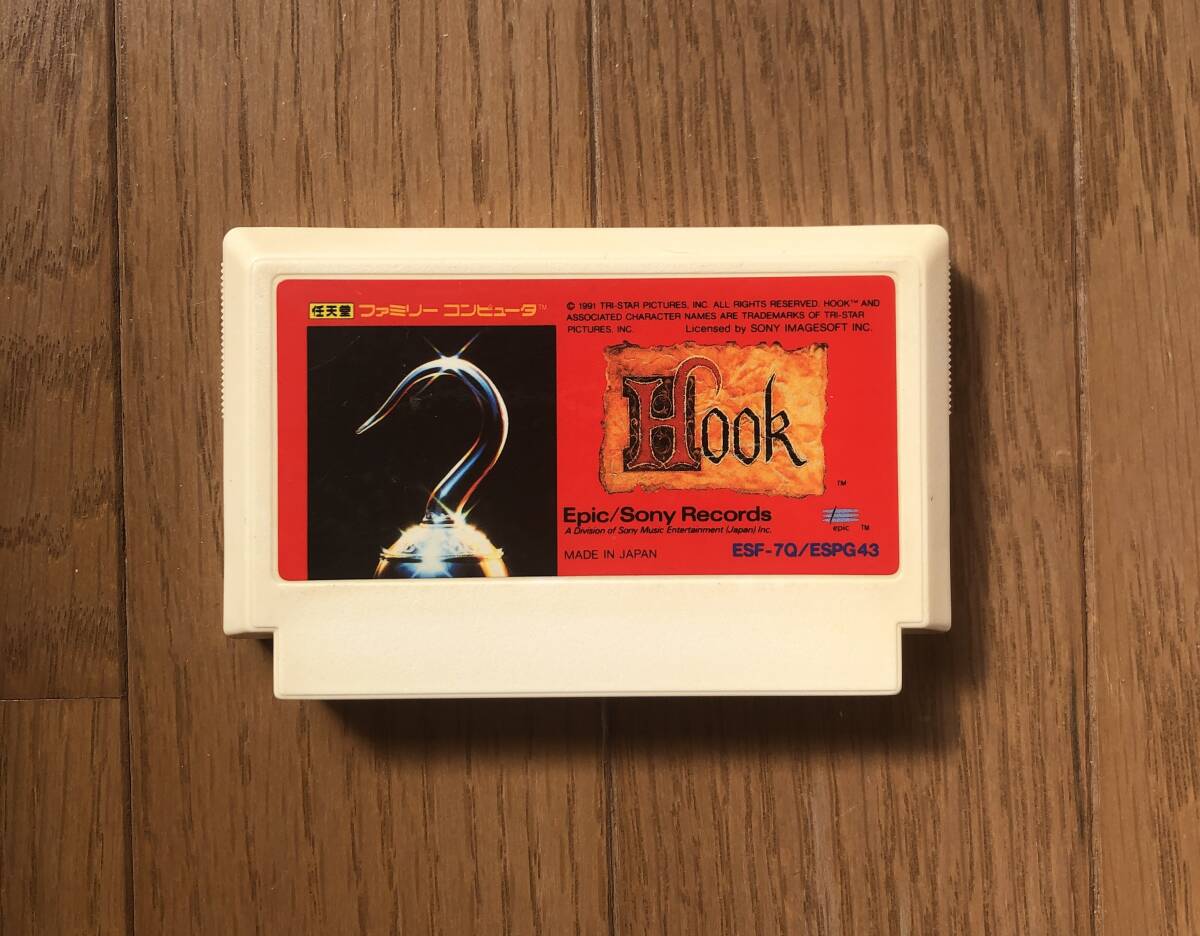 任天堂 ファミリーコンピュータ™
© 1991 TRI-STAR PICTURES, INC. ALL RIGHTS RESERVED. HOOK™ AND
ASSOCIATED CHARACTER NAMES ARE TRADEMARKS OF TRI-STAR
PICTURES, INC. Licensed by SONY IMAGESOFT INC.
Hook
™
Epic/Sony Records
A Division of Sony Music Entertainment (Japan) Inc.
epic ™
MADE IN JAPAN
ESF-7Q/ESPG43